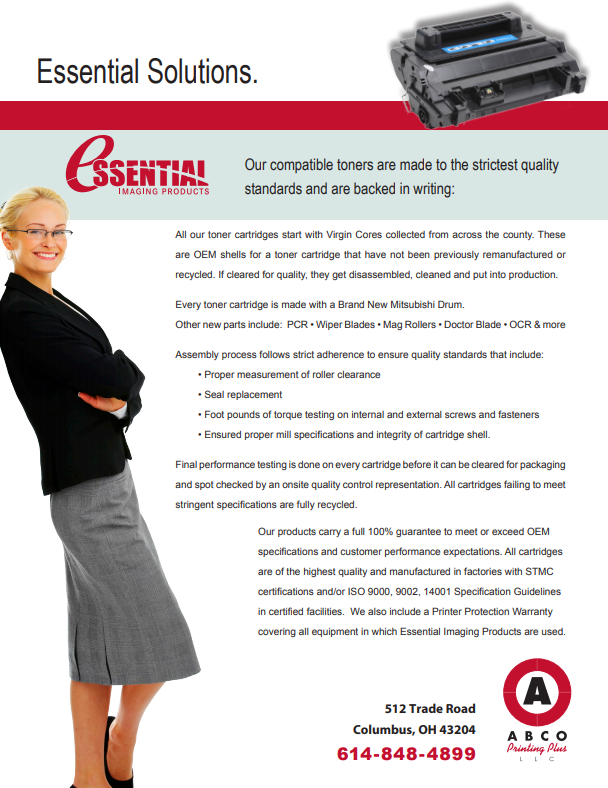 Essential Solutions.
eSSENTIAL
IMAGING PRODUCTS
Our compatible toners are made to the strictest quality
standards and are backed in writing:
All our toner cartridges start with Virgin Cores collected from across the county. These
are OEM shells for a toner cartridge that have not been previously remanufactured or
recycled. If cleared for quality, they get disassembled, cleaned and put into production.
Every toner cartridge is made with a Brand New Mitsubishi Drum.
Other new parts include: PCR • Wiper Blades • Mag Rollers • Doctor Blade • OCR & more
Assembly process follows strict adherence to ensure quality standards that include:
• Proper measurement of roller clearance
• Seal replacement
• Foot pounds of torque testing on internal and external screws and fasteners
• Ensured proper mill specifications and integrity of cartridge shell.
Final performance testing is done on every cartridge before it can be cleared for packaging
and spot checked by an onsite quality control representation. All cartridges failing to meet
stringent specifications are fully recycled.
Our products carry a full 100% guarantee to meet or exceed OEM
specifications and customer performance expectations. All cartridges
are of the highest quality and manufactured in factories with STMC
certifications and/or ISO 9000, 9002, 14001 Specification Guidelines
in certified facilities. We also include a Printer Protection Warranty
covering all equipment in which Essential Imaging Products are used.
512 Trade Road
Columbus, OH 43204
614-848-4899
A
ABCO
Printing Plus
LLC